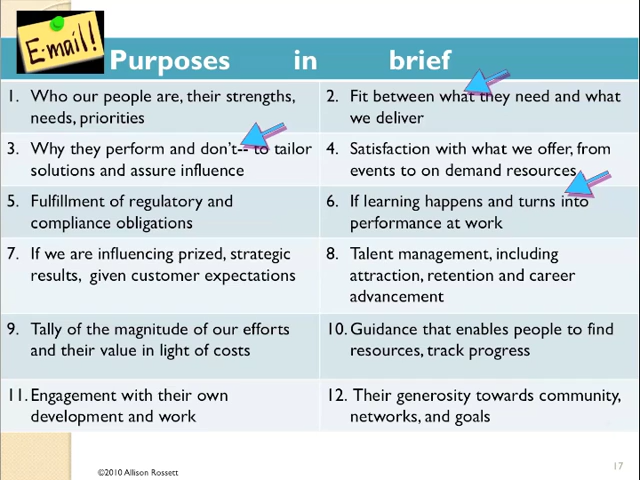 E-mail!
Purposes in brief
1. Who our people are, their strengths,
needs, priorities
2. Fit between what they need and what
we deliver
3. Why they perform and don't-- to tailor
solutions and assure influence
4. Satisfaction with what we offer, from
events to on demand resources
5. Fulfillment of regulatory and
compliance obligations
6. If learning happens and turns into
performance at work
7. If we are influencing prized, strategic
results, given customer expectations
8. Talent management, including
attraction, retention and career
advancement
9. Tally of the magnitude of our efforts
and their value in light of costs
10. Guidance that enables people to find
resources, track progress
11. Engagement with their own
development and work
12. Their generosity towards community,
networks, and goals
17
©2010 Allison Rossett